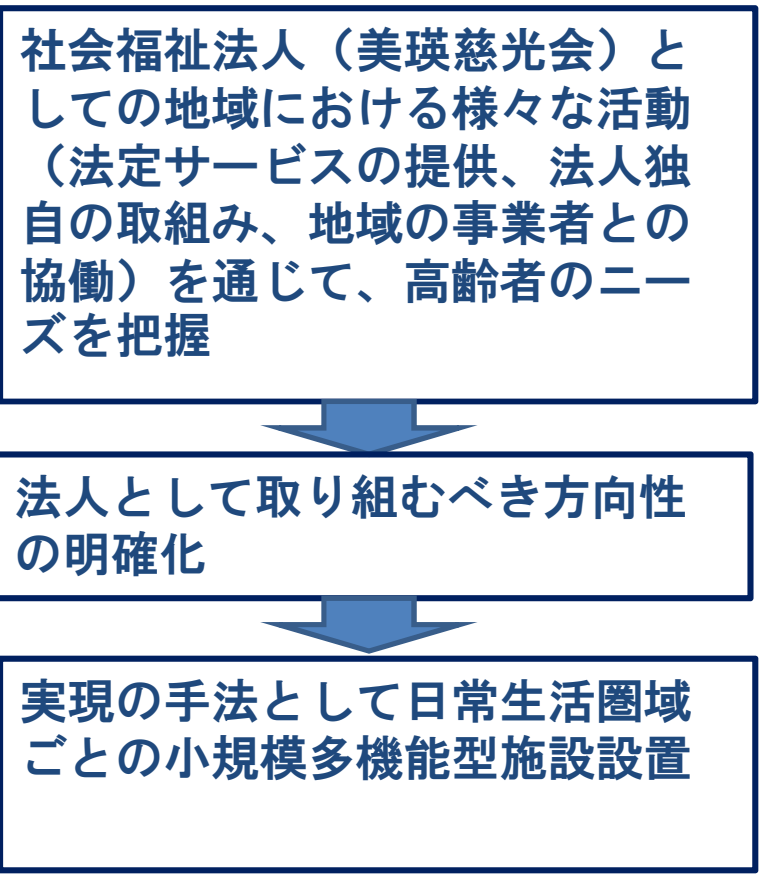 社会福祉法人（美瑛慈光会）と
しての地域における様々な活動
（法定サービスの提供、法人独
自の取組み、地域の事業者との
協働）を通じて、高齢者のニー
ズを把握
法人として取り組むべき方向性
の明確化
実現の手法として日常生活圏域
ごとの小規模多機能型施設設置